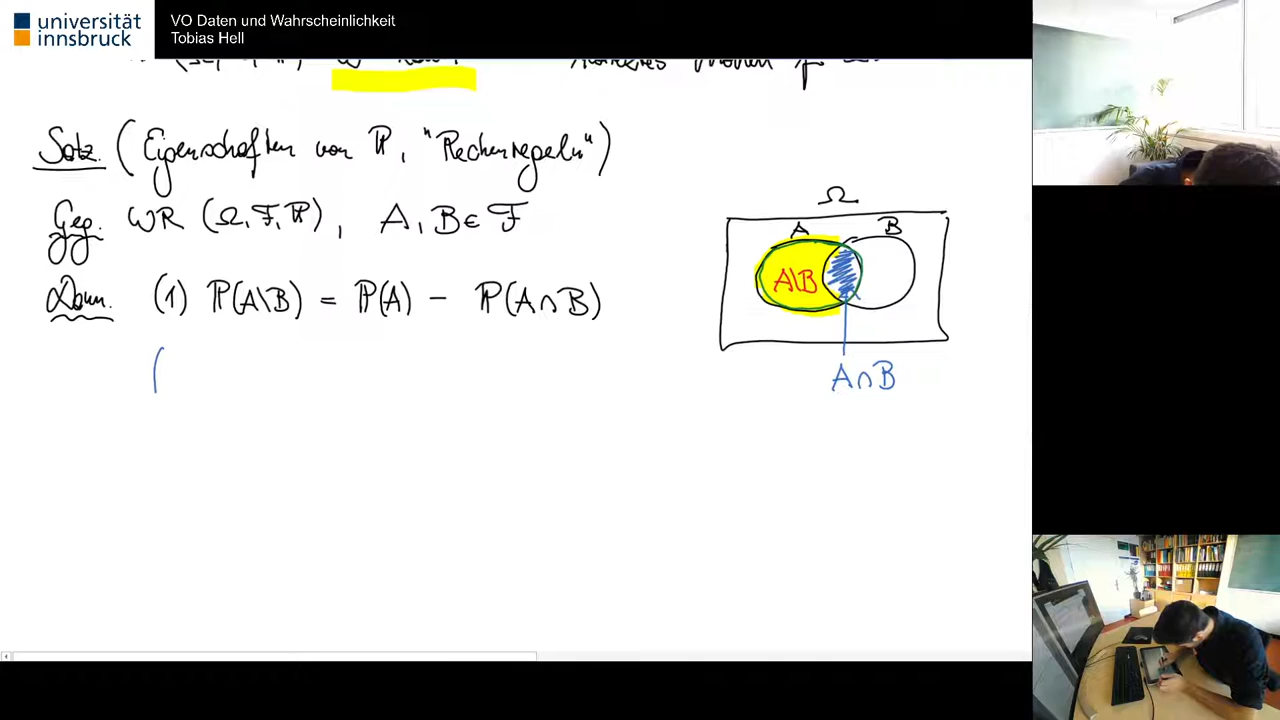 universität
innsbruck
VO Daten und Wahrscheinlichkeit
Tobias Hell
Satz. (Eigenschaften von ℙ, "Rechenregeln")
Geg. WR (Ω, ℱ, ℙ), A, B ∈ ℱ
Dann. (1) ℙ(A\B) = ℙ(A) − ℙ(A∩B)
(
Ω
A B
A\B
A∩B